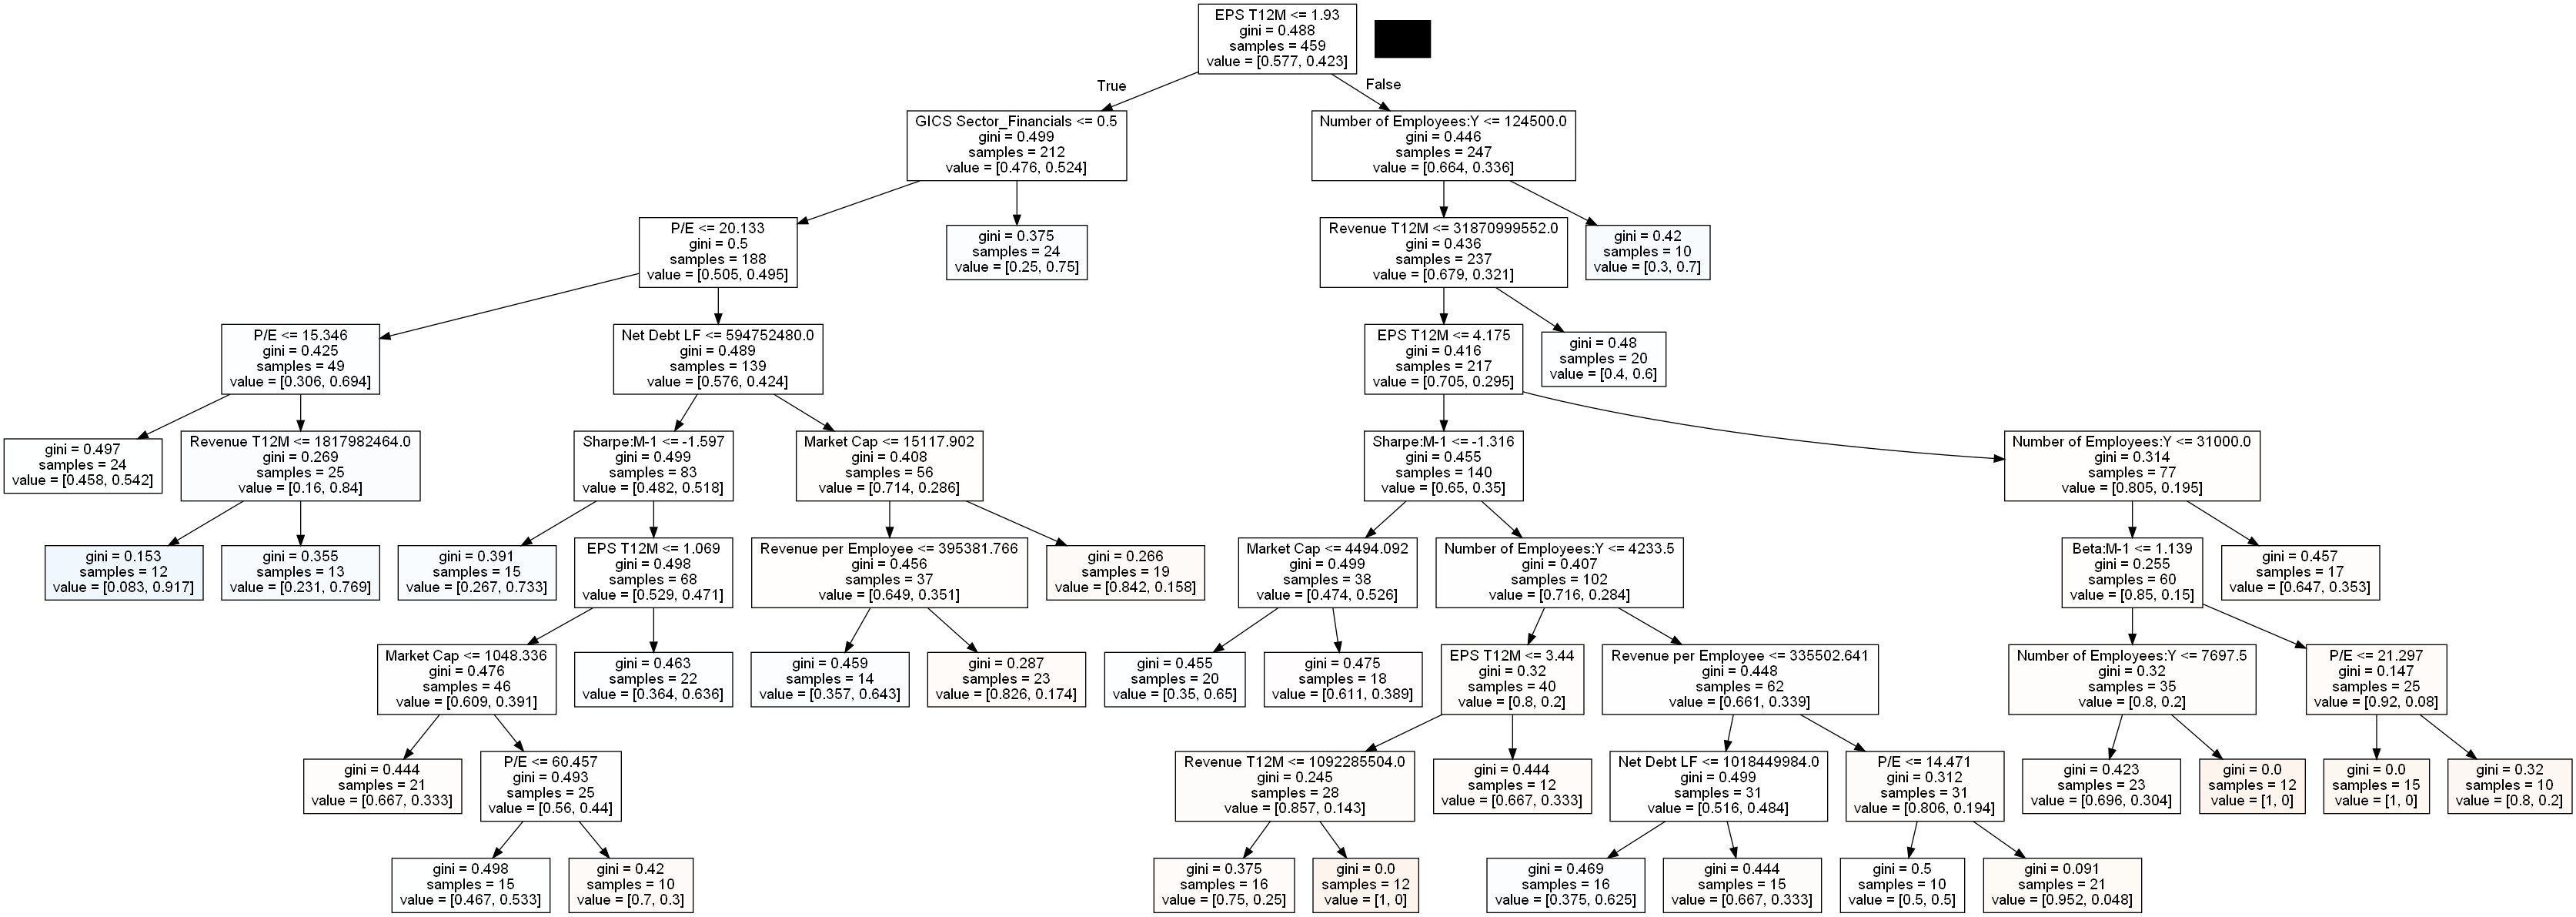 EPS T12M <= 1.93
gini = 0.488
samples = 459
value = [0.577, 0.423]
True
False
GICS Sector_Financials <= 0.5
gini = 0.499
samples = 212
value = [0.476, 0.524]
Number of Employees:Y <= 124500.0
gini = 0.446
samples = 247
value = [0.664, 0.336]
P/E <= 20.133
gini = 0.5
samples = 188
value = [0.505, 0.495]
gini = 0.375
samples = 24
value = [0.25, 0.75]
Revenue T12M <= 31870999552.0
gini = 0.436
samples = 237
value = [0.679, 0.321]
gini = 0.42
samples = 10
value = [0.3, 0.7]
P/E <= 15.346
gini = 0.425
samples = 49
value = [0.306, 0.694]
Net Debt LF <= 594752480.0
gini = 0.489
samples = 139
value = [0.576, 0.424]
EPS T12M <= 4.175
gini = 0.416
samples = 217
value = [0.705, 0.295]
gini = 0.48
samples = 20
value = [0.4, 0.6]
gini = 0.497
samples = 24
value = [0.458, 0.542]
Revenue T12M <= 1817982464.0
gini = 0.269
samples = 25
value = [0.16, 0.84]
Sharpe:M-1 <= -1.597
gini = 0.499
samples = 83
value = [0.482, 0.518]
Market Cap <= 15117.902
gini = 0.408
samples = 56
value = [0.714, 0.286]
Sharpe:M-1 <= -1.316
gini = 0.455
samples = 140
value = [0.65, 0.35]
Number of Employees:Y <= 31000.0
gini = 0.314
samples = 77
value = [0.805, 0.195]
gini = 0.153
samples = 12
value = [0.083, 0.917]
gini = 0.355
samples = 13
value = [0.231, 0.769]
gini = 0.391
samples = 15
value = [0.267, 0.733]
EPS T12M <= 1.069
gini = 0.498
samples = 68
value = [0.529, 0.471]
Revenue per Employee <= 395381.766
gini = 0.456
samples = 37
value = [0.649, 0.351]
gini = 0.266
samples = 19
value = [0.842, 0.158]
Market Cap <= 4494.092
gini = 0.499
samples = 38
value = [0.474, 0.526]
Number of Employees:Y <= 4233.5
gini = 0.407
samples = 102
value = [0.716, 0.284]
Beta:M-1 <= 1.139
gini = 0.255
samples = 60
value = [0.85, 0.15]
gini = 0.457
samples = 17
value = [0.647, 0.353]
Market Cap <= 1048.336
gini = 0.476
samples = 46
value = [0.609, 0.391]
gini = 0.463
samples = 22
value = [0.364, 0.636]
gini = 0.459
samples = 14
value = [0.357, 0.643]
gini = 0.287
samples = 23
value = [0.826, 0.174]
gini = 0.455
samples = 20
value = [0.35, 0.65]
gini = 0.475
samples = 18
value = [0.611, 0.389]
EPS T12M <= 3.44
gini = 0.32
samples = 40
value = [0.8, 0.2]
Revenue per Employee <= 335502.641
gini = 0.448
samples = 62
value = [0.661, 0.339]
Number of Employees:Y <= 7697.5
gini = 0.32
samples = 35
value = [0.8, 0.2]
P/E <= 21.297
gini = 0.147
samples = 25
value = [0.92, 0.08]
gini = 0.444
samples = 21
value = [0.667, 0.333]
P/E <= 60.457
gini = 0.493
samples = 25
value = [0.56, 0.44]
Revenue T12M <= 1092285504.0
gini = 0.245
samples = 28
value = [0.857, 0.143]
gini = 0.444
samples = 12
value = [0.667, 0.333]
Net Debt LF <= 1018449984.0
gini = 0.499
samples = 31
value = [0.516, 0.484]
P/E <= 14.471
gini = 0.312
samples = 31
value = [0.806, 0.194]
gini = 0.423
samples = 23
value = [0.696, 0.304]
gini = 0.0
samples = 12
value = [1, 0]
gini = 0.0
samples = 15
value = [1, 0]
gini = 0.32
samples = 10
value = [0.8, 0.2]
gini = 0.498
samples = 15
value = [0.467, 0.533]
gini = 0.42
samples = 10
value = [0.7, 0.3]
gini = 0.375
samples = 16
value = [0.75, 0.25]
gini = 0.0
samples = 12
value = [1, 0]
gini = 0.469
samples = 16
value = [0.375, 0.625]
gini = 0.444
samples = 15
value = [0.667, 0.333]
gini = 0.5
samples = 10
value = [0.5, 0.5]
gini = 0.091
samples = 21
value = [0.952, 0.048]